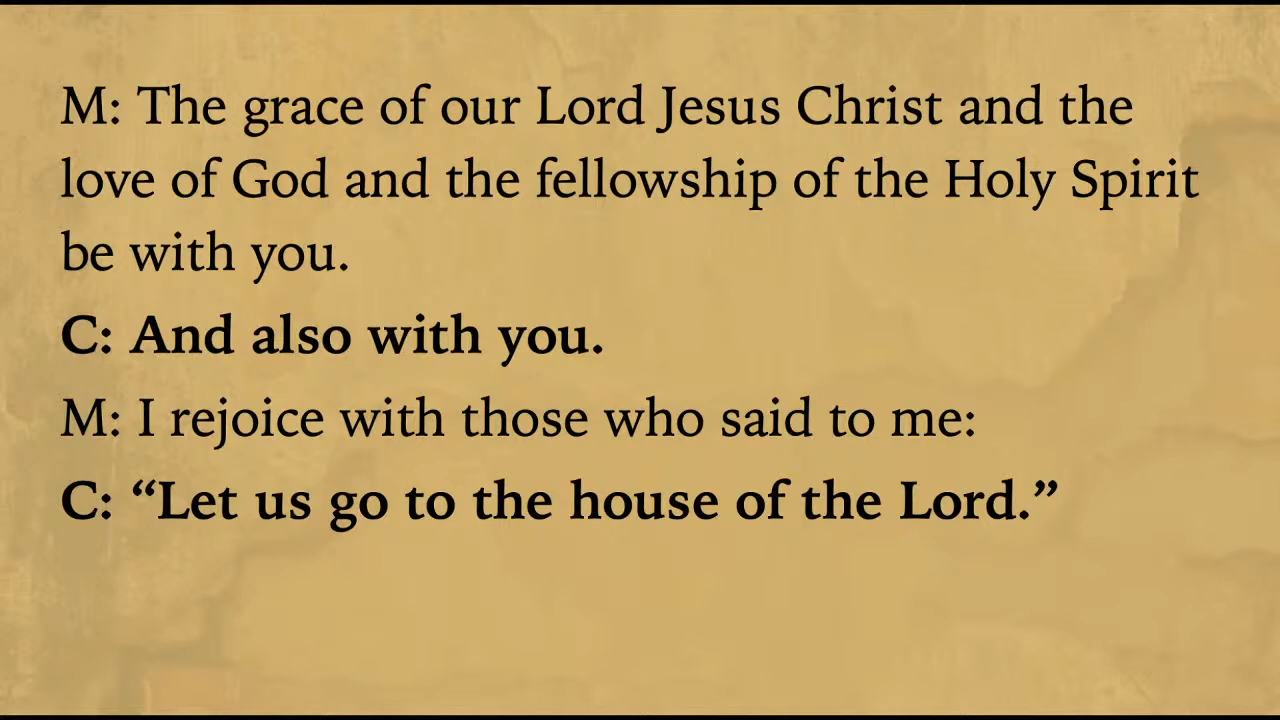 M: The grace of our Lord Jesus Christ and the
love of God and the fellowship of the Holy Spirit
be with you.
C: And also with you.
M: I rejoice with those who said to me:
C: “Let us go to the house of the Lord.”